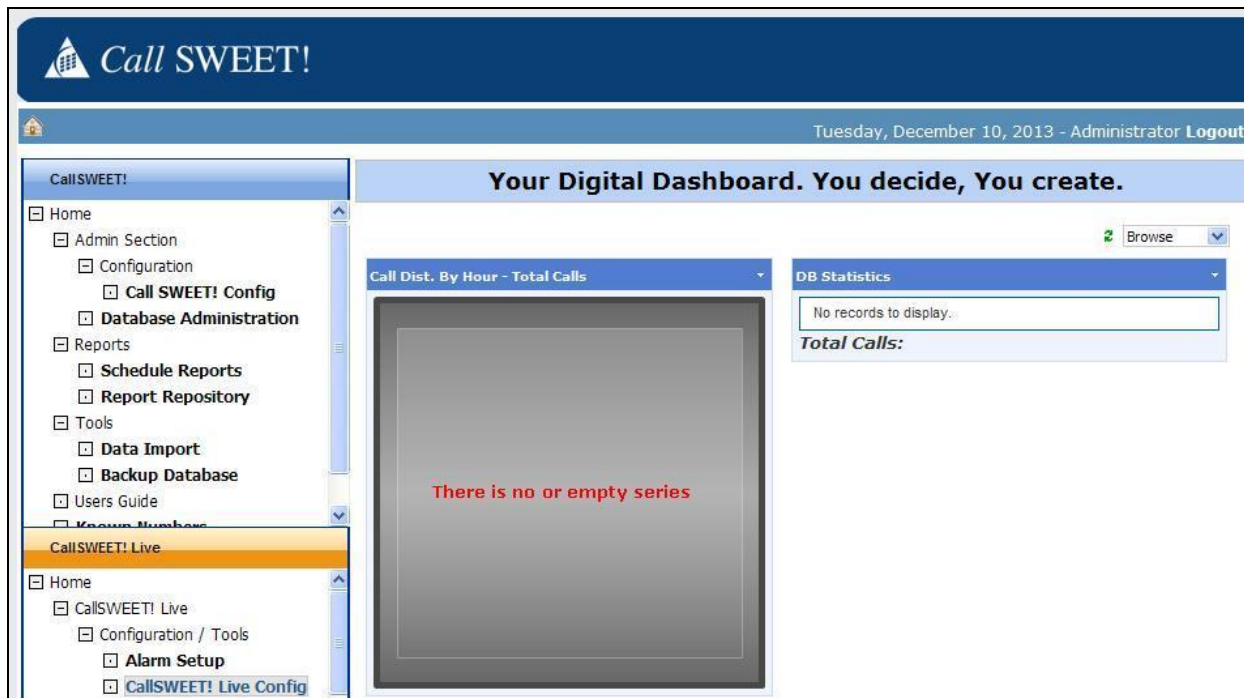 Call SWEET!
Tuesday, December 10, 2013 - Administrator Logout
CallSWEET!
Home
Admin Section
Configuration
Call SWEET! Config
Database Administration
Reports
Schedule Reports
Report Repository
Tools
Data Import
Backup Database
Users Guide
Known Numbers
CallSWEET! Live
Home
CallSWEET! Live
Configuration / Tools
Alarm Setup
CallSWEET! Live Config
Your Digital Dashboard. You decide, You create.
Browse
Call Dist. By Hour - Total Calls
There is no or empty series
DB Statistics
No records to display.
Total Calls: